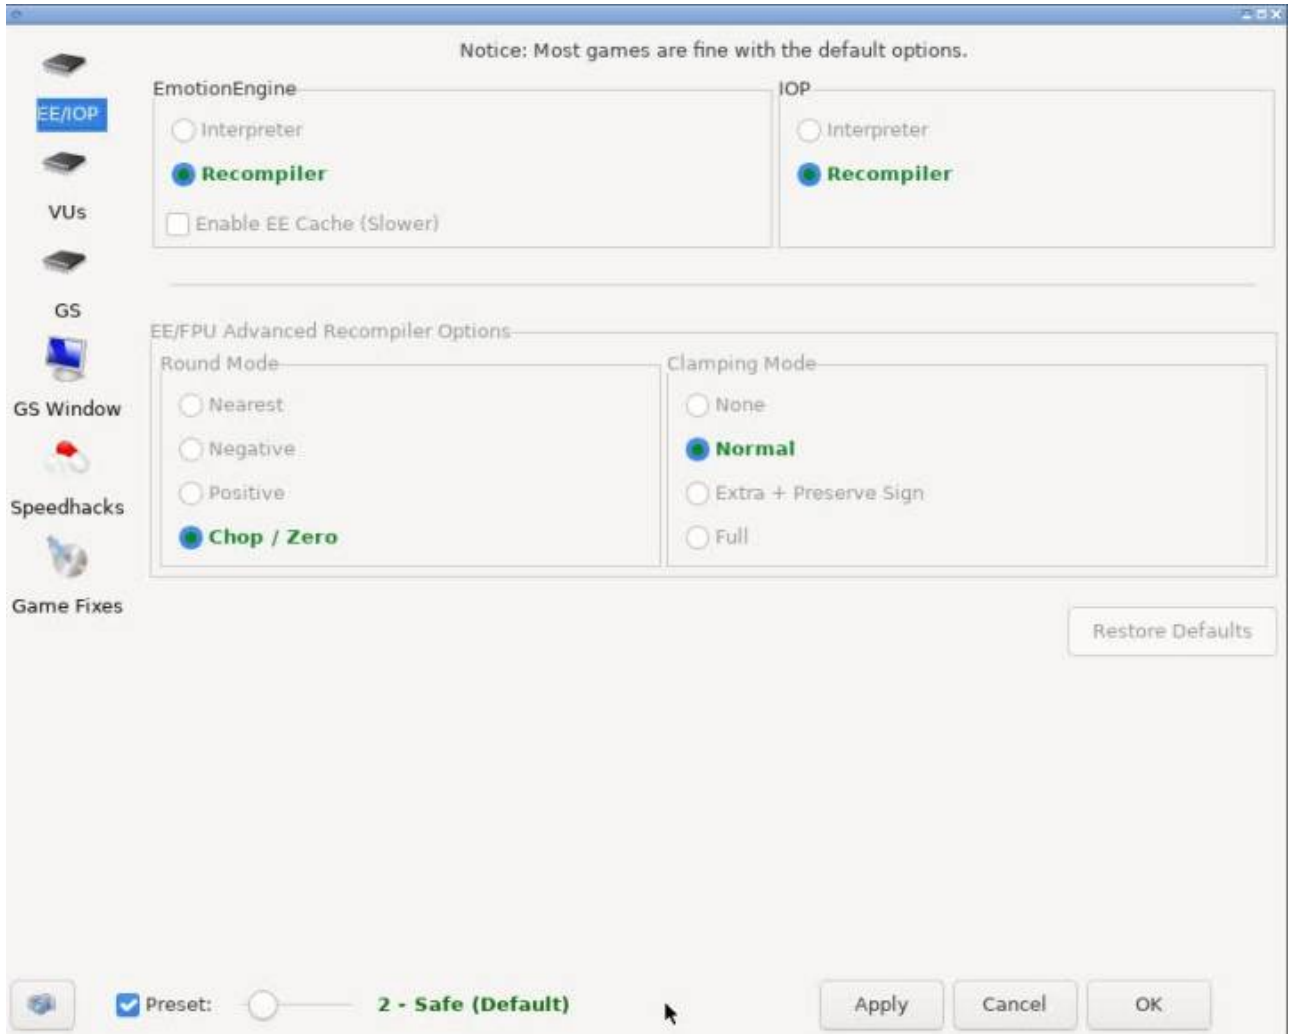 Notice: Most games are fine with the default options.
EE/IOP
VUs
GS
GS Window
Speedhacks
Game Fixes
EmotionEngine
Interpreter
Recompiler
Enable EE Cache (Slower)
IOP
Interpreter
Recompiler
EE/FPU Advanced Recompiler Options
Round Mode
Nearest
Negative
Positive
Chop / Zero
Clamping Mode
None
Normal
Extra + Preserve Sign
Full
Restore Defaults
Preset:
2 - Safe (Default)
Apply
Cancel
OK